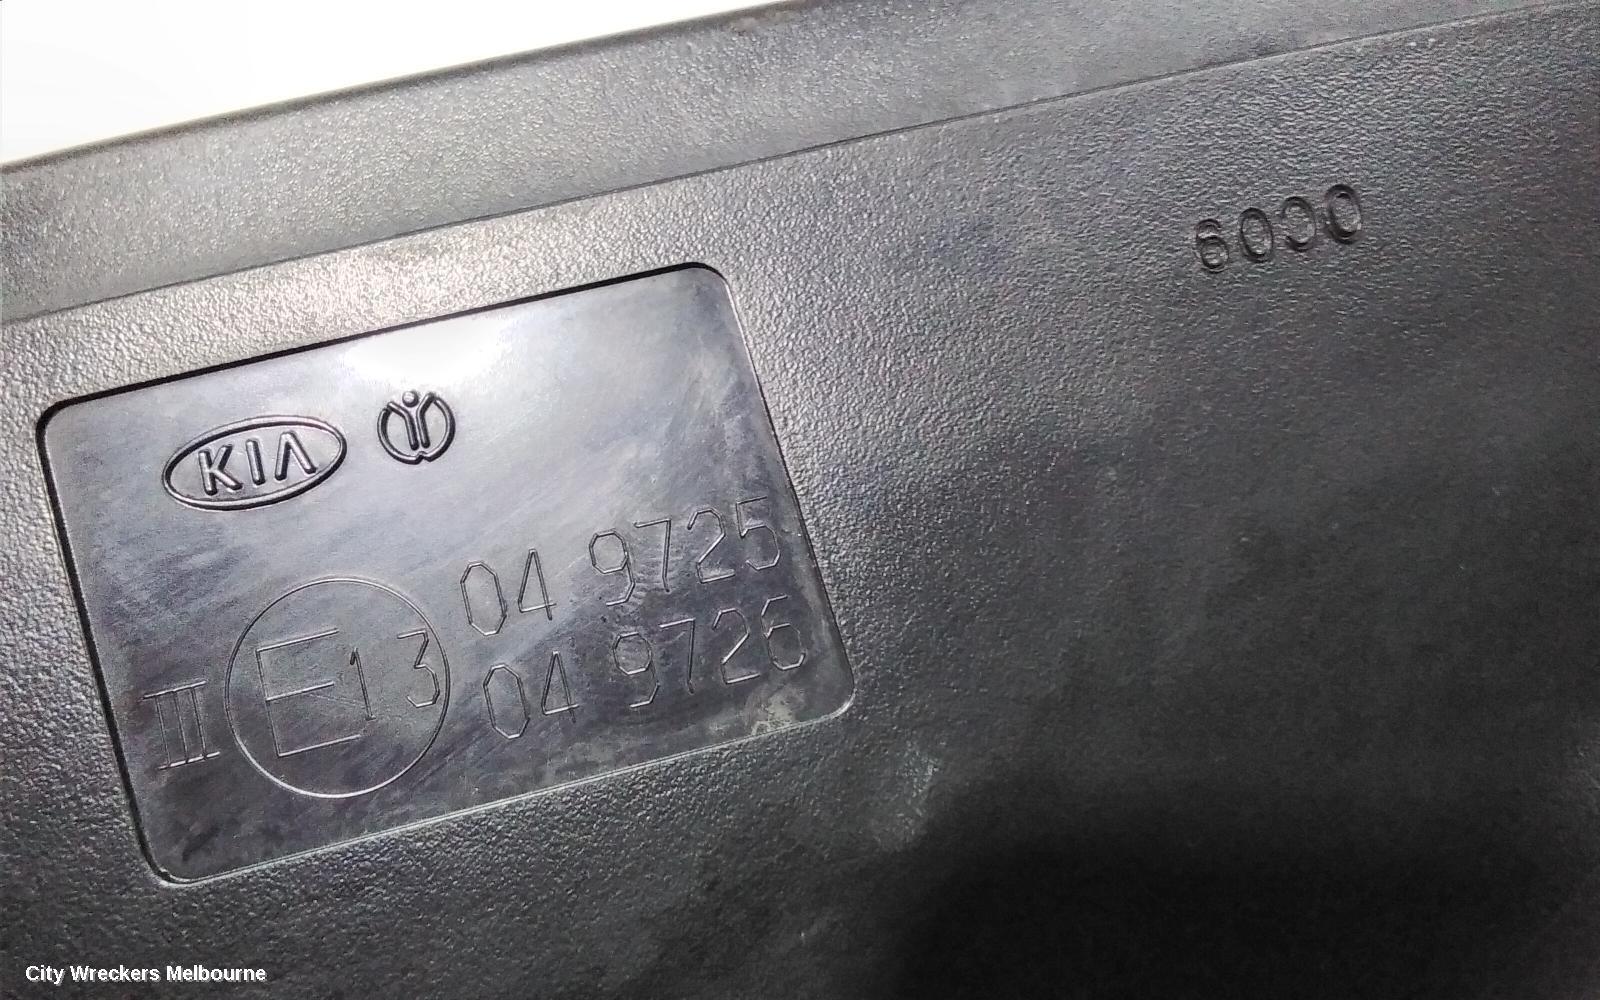 6000
KIA
04 9725
III E13 04 9726
City Wreckers Melbourne